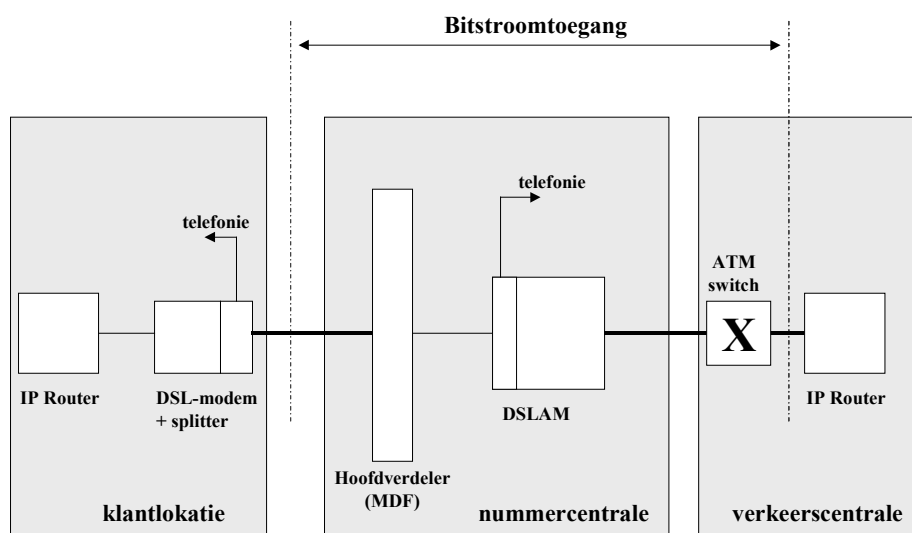 Bitstroomtoegang
telefonie
IP Router
DSL-modem
+ splitter
klantlokatie
telefonie
DSLAM
Hoofdverdeler
(MDF)
nummercentrale
ATM
switch
X
IP Router
verkeerscentrale